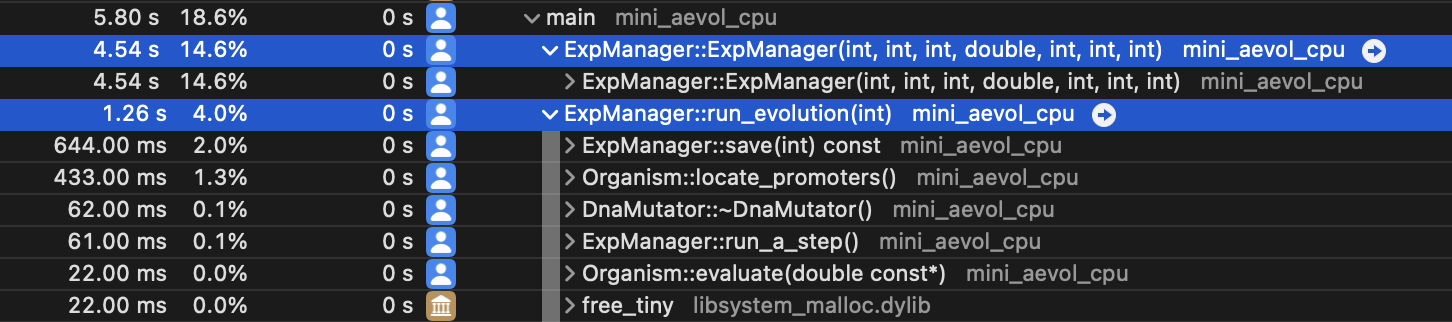 5.80 s 18.6% 0 s main mini_aevol_cpu
4.54 s 14.6% 0 s ExpManager::ExpManager(int, int, int, double, int, int, int) mini_aevol_cpu
4.54 s 14.6% 0 s ExpManager::ExpManager(int, int, int, double, int, int, int) mini_aevol_cpu
1.26 s 4.0% 0 s ExpManager::run_evolution(int) mini_aevol_cpu
644.00 ms 2.0% 0 s ExpManager::save(int) const mini_aevol_cpu
433.00 ms 1.3% 0 s Organism::locate_promoters() mini_aevol_cpu
62.00 ms 0.1% 0 s DnaMutator::~DnaMutator() mini_aevol_cpu
61.00 ms 0.1% 0 s ExpManager::run_a_step() mini_aevol_cpu
22.00 ms 0.0% 0 s Organism::evaluate(double const*) mini_aevol_cpu
22.00 ms 0.0% 0 s free_tiny libsystem_malloc.dylib